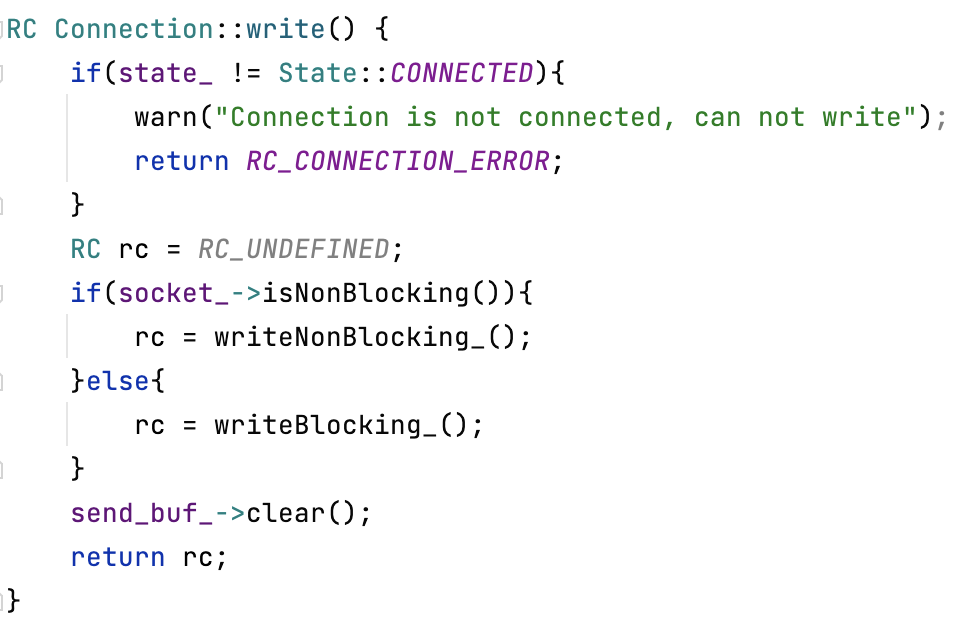 RC Connection::write() {
    if(state_ != State::CONNECTED){
        warn("Connection is not connected, can not write");
        return RC_CONNECTION_ERROR;
    }
    RC rc = RC_UNDEFINED;
    if(socket_->isNonBlocking()){
        rc = writeNonBlocking_();
    }else{
        rc = writeBlocking_();
    }
    send_buf_->clear();
    return rc;
}